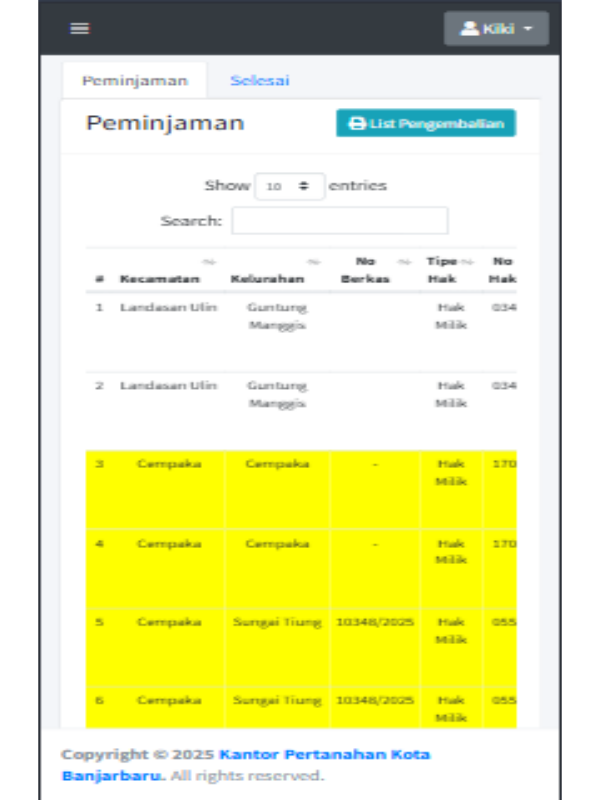 Kiki
Peminjaman Selesai
Peminjaman List Pengembalian
Show 10 entries
Search:
# Kecamatan Kelurahan No Berkas Tipe Hak No Hak
1 Landasan Ulin Guntung Manggis Hak Milik 034
2 Landasan Ulin Guntung Manggis Hak Milik 034
3 Cempaka Cempaka - Hak Milik 170
4 Cempaka Cempaka - Hak Milik 170
5 Cempaka Sungai Tiung 10348/2025 Hak Milik 055
6 Cempaka Sungai Tiung 10348/2025 Hak Milik 055
Copyright © 2025 Kantor Pertanahan Kota
Banjarbaru. All rights reserved.